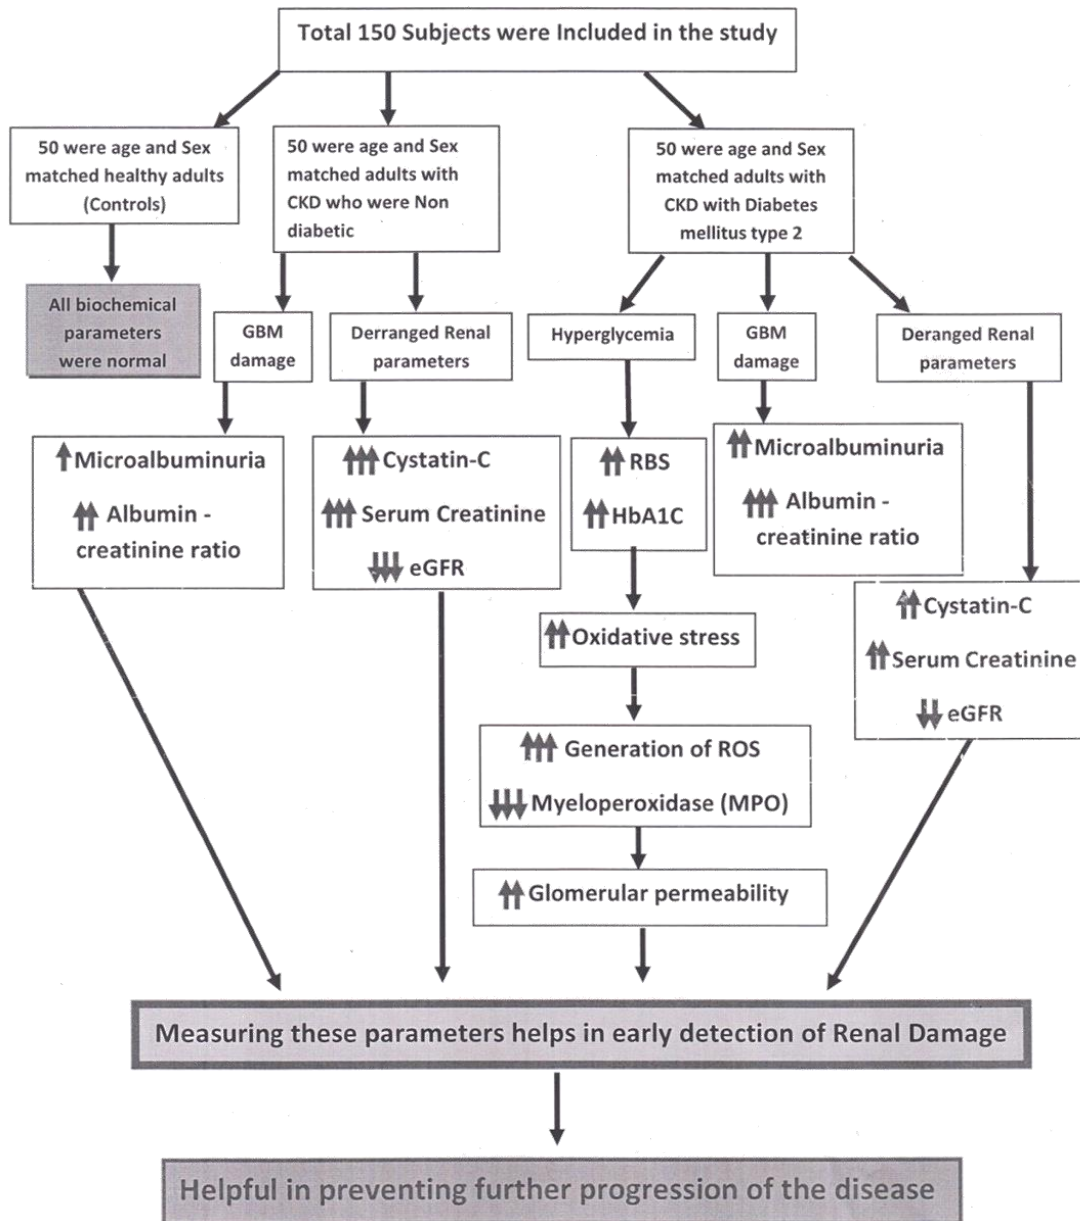 Total 150 Subjects were Included in the study
50 were age and Sex
matched healthy adults
(Controls)
50 were age and Sex
matched adults with
CKD who were Non
diabetic
50 were age and Sex
matched adults with
CKD with Diabetes
mellitus type 2
All biochemical
parameters
were normal
GBM
damage
Derranged Renal
parameters
Hyperglycemia
GBM
damage
Deranged Renal
parameters
Microalbuminuria
Albumin -
creatinine ratio
Cystatin-C
Serum Creatinine
eGFR
RBS
HbA1C
Microalbuminuria
Albumin -
creatinine ratio
Cystatin-C
Serum Creatinine
eGFR
Oxidative stress
Generation of ROS
Myeloperoxidase (MPO)
Glomerular permeability
Measuring these parameters helps in early detection of Renal Damage
Helpful in preventing further progression of the disease